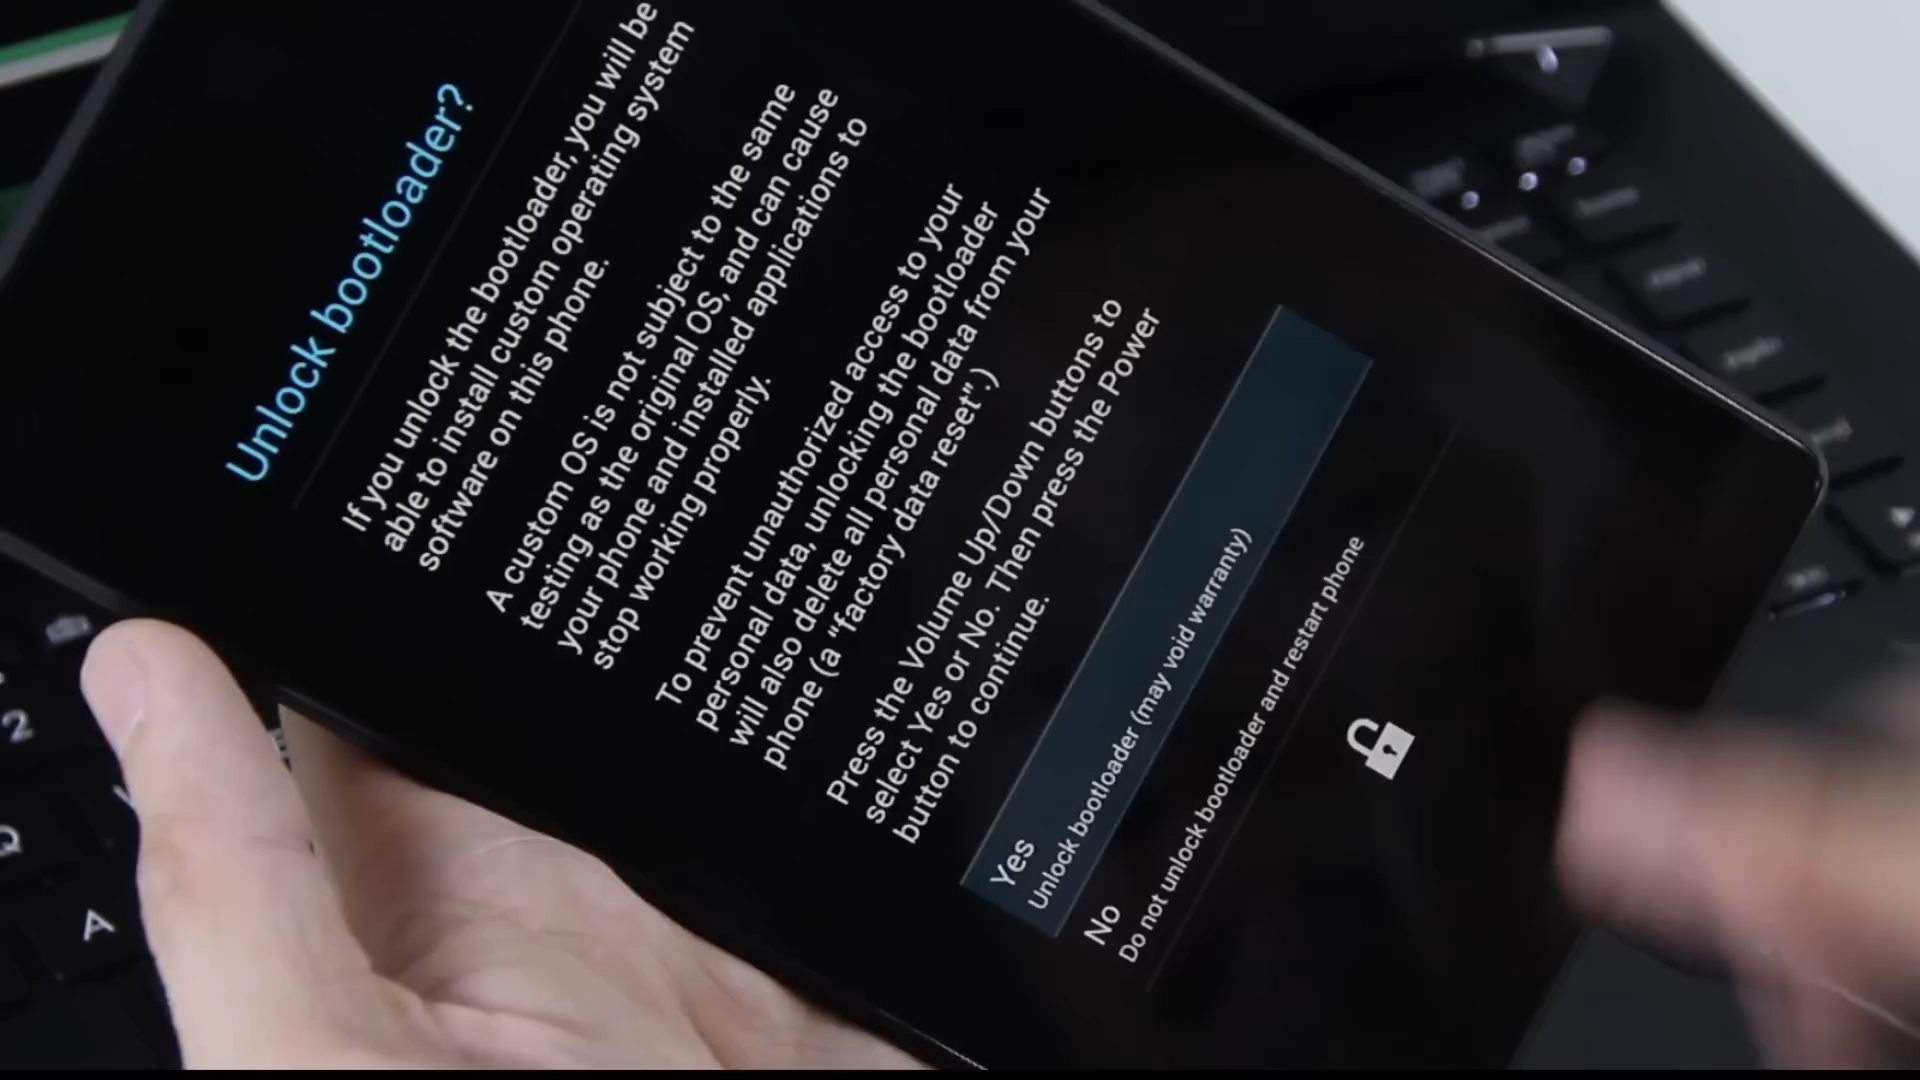 Unlock bootloader?
If you unlock the bootloader, you will be
able to install custom operating system
software on this phone.
A custom OS is not subject to the same
testing as the original OS, and can cause
your phone and installed applications to
stop working properly.
To prevent unauthorized access to your
personal data, unlocking the bootloader
will also delete all personal data from your
phone (a "factory data reset".)
Press the Volume Up/Down buttons to
select Yes or No. Then press the Power
button to continue.
Yes
Unlock bootloader (may void warranty)
No
Do not unlock bootloader and restart phone
2
Q
A